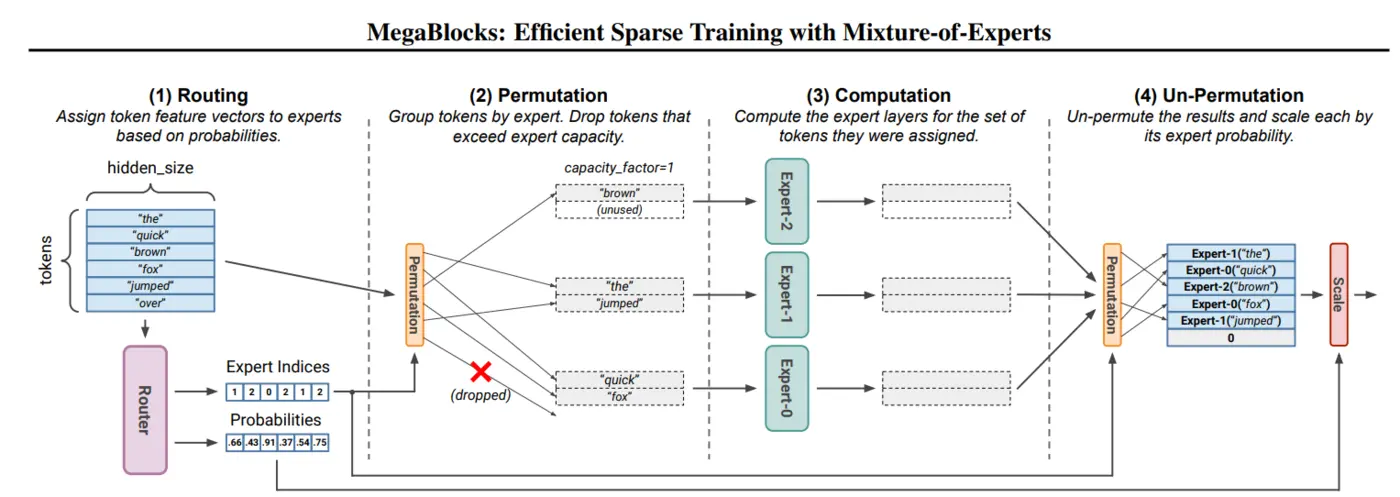 MegaBlocks: Efficient Sparse Training with Mixture-of-Experts
(1) Routing
Assign token feature vectors to experts
based on probabilities.
hidden_size
tokens
"the"
"quick"
"brown"
"fox"
"jumped"
"over"
Router
Expert Indices
1 2 0 2 1 2
Probabilities
.66 .43 .91 .37 .54 .75
(2) Permutation
Group tokens by expert. Drop tokens that
exceed expert capacity.
capacity_factor=1
Permutation
"brown"
(unused)
"the"
"jumped"
"quick"
"fox"
(dropped)
(3) Computation
Compute the expert layers for the set of
tokens they were assigned.
Expert-2
Expert-1
Expert-0
(4) Un-Permutation
Un-permute the results and scale each by
its expert probability.
Permutation
Expert-1("the")
Expert-0("quick")
Expert-2("brown")
Expert-0("fox")
Expert-1("jumped")
0
Scale